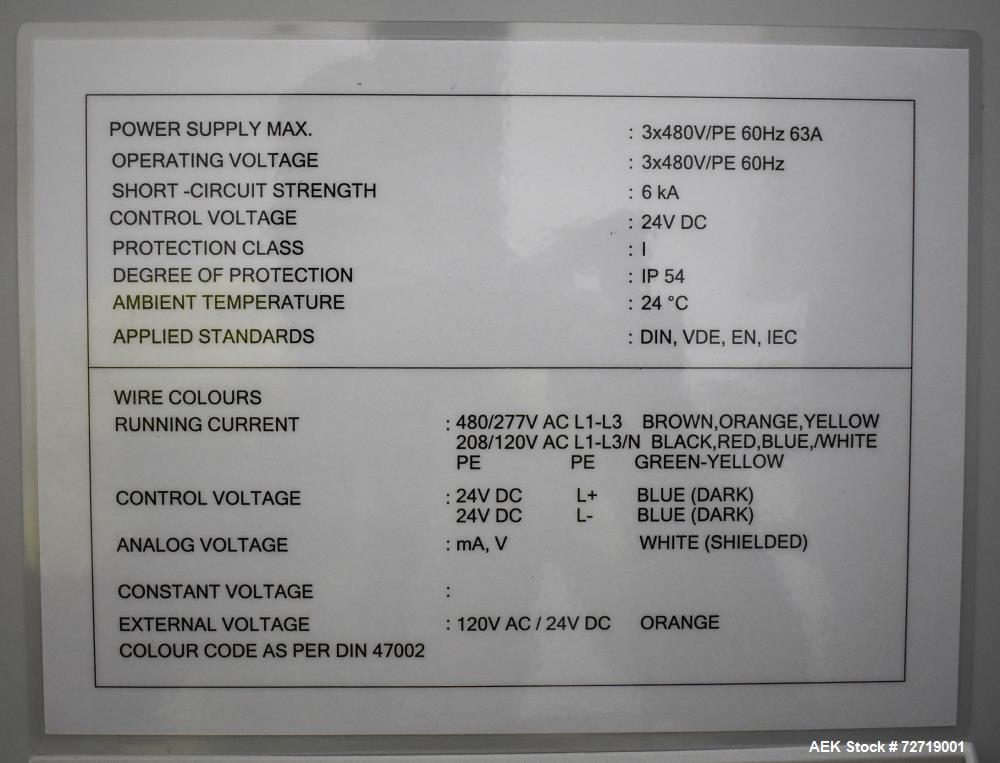 POWER SUPPLY MAX. : 3x480V/PE 60Hz 63A
OPERATING VOLTAGE : 3x480V/PE 60Hz
SHORT -CIRCUIT STRENGTH : 6 kA
CONTROL VOLTAGE : 24V DC
PROTECTION CLASS : I
DEGREE OF PROTECTION : IP 54
AMBIENT TEMPERATURE : 24 °C
APPLIED STANDARDS : DIN, VDE, EN, IEC
WIRE COLOURS
RUNNING CURRENT : 480/277V AC L1-L3 BROWN,ORANGE,YELLOW
208/120V AC L1-L3/N BLACK,RED,BLUE,/WHITE
PE PE GREEN-YELLOW
CONTROL VOLTAGE : 24V DC L+ BLUE (DARK)
24V DC L- BLUE (DARK)
ANALOG VOLTAGE : mA, V WHITE (SHIELDED)
CONSTANT VOLTAGE :
EXTERNAL VOLTAGE : 120V AC / 24V DC ORANGE
COLOUR CODE AS PER DIN 47002
AEK Stock # 72719001